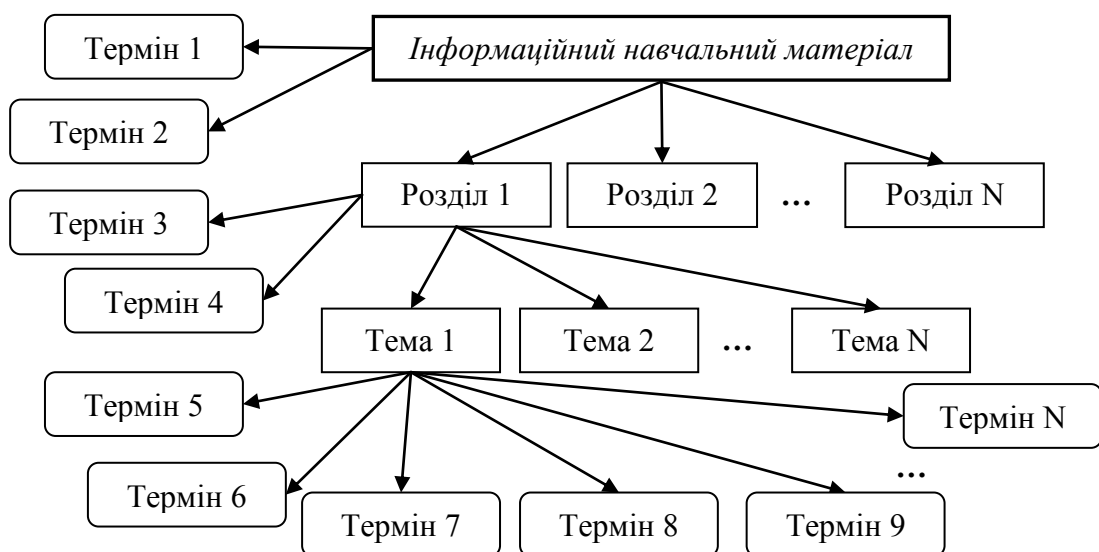 Термін 1
Інформаційний навчальний матеріал
Термін 2
Розділ 1
Розділ 2
...
Розділ N
Термін 3
Термін 4
Тема 1
Тема 2
...
Тема N
Термін 5
Термін N
Термін 6
...
Термін 7
Термін 8
Термін 9